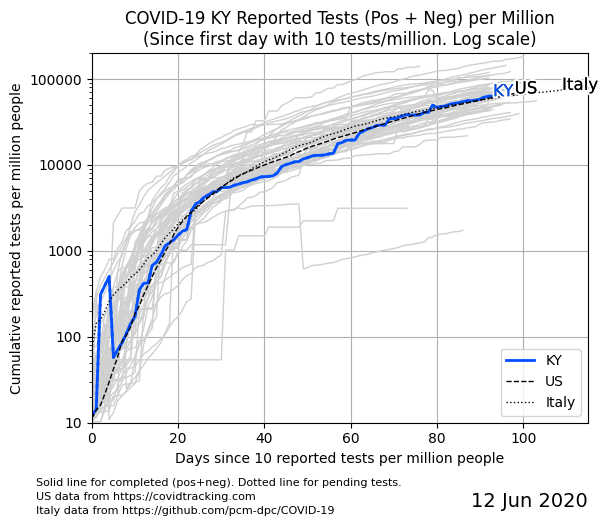 COVID-19 KY Reported Tests (Pos + Neg) per Million
(Since first day with 10 tests/million. Log scale)
Cumulative reported tests per million people
100000
10000
1000
100
10
KY US Italy
KY
US
Italy
0 20 40 60 80 100
Days since 10 reported tests per million people
Solid line for completed (pos+neg). Dotted line for pending tests.
US data from https://covidtracking.com
Italy data from https://github.com/pcm-dpc/COVID-19
12 Jun 2020